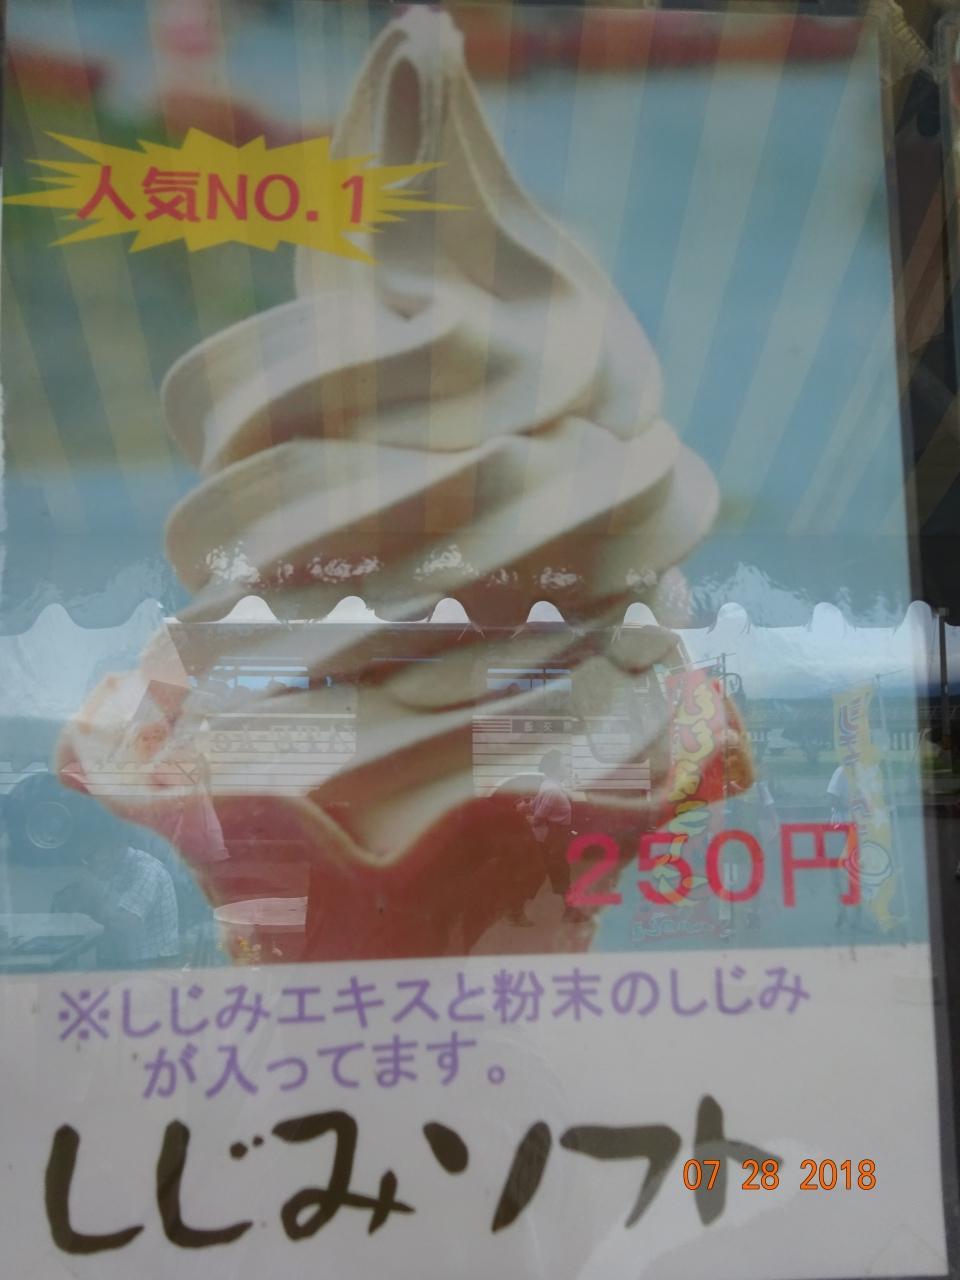 人気NO.1
250円
※しじみエキスと粉末のしじみ
が入ってます。
しじみソフト
07 28 2018